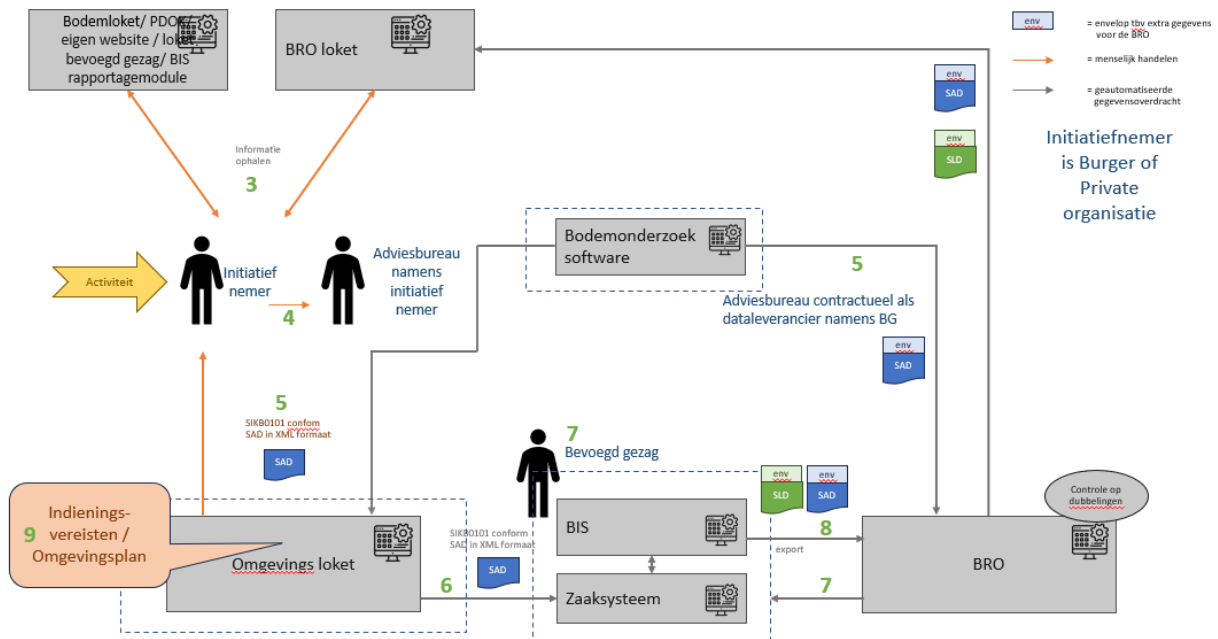 Bodemloket/ PDOK/
eigen website / loket
bevoegd gezag/ BIS
rapportagemodule
BRO loket
env
= envelop tbv extra gegevens
voor de BRO
= menselijk handelen
= geautomatiseerde
gegevensoverdracht
env
SAD
env
SLD
Initiatiefnemer
is Burger of
Private
organisatie
Informatie
ophalen
3
Activiteit
Initiatief
nemer
4
Adviesbureau
namens
initiatief
nemer
Bodemonderzoek
software
5
Adviesbureau contractueel als
dataleverancier namens BG
env
SAD
5
SIKB0101 confom
SAD in XML formaat
SAD
7
Bevoegd gezag
env
SLD
env
SAD
Controle op
dubbelingen
9
Indienings-
vereisten /
Omgevingsplan
Omgevings loket
SIKB0101 conform
SAD in XML formaat
SAD
6
BIS
Zaaksysteem
8
export
7
BRO